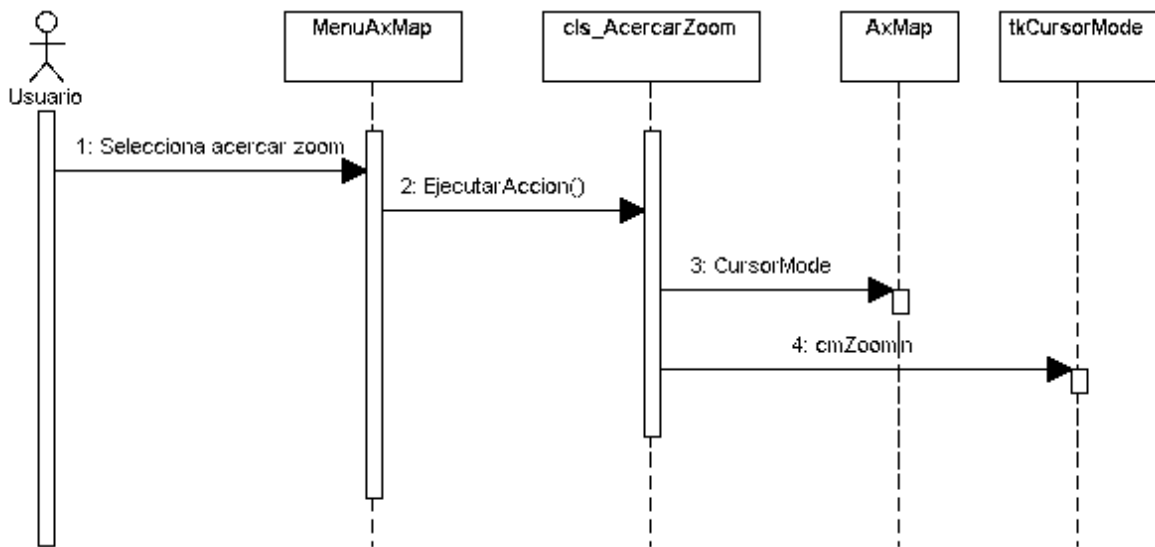 MenuAxMap
cls_AcercarZoom
AxMap
tkCursorMode
Usuario
1: Selecciona acercar zoom
2: EjecutarAccion()
3: CursorMode
4: cmZoomIn